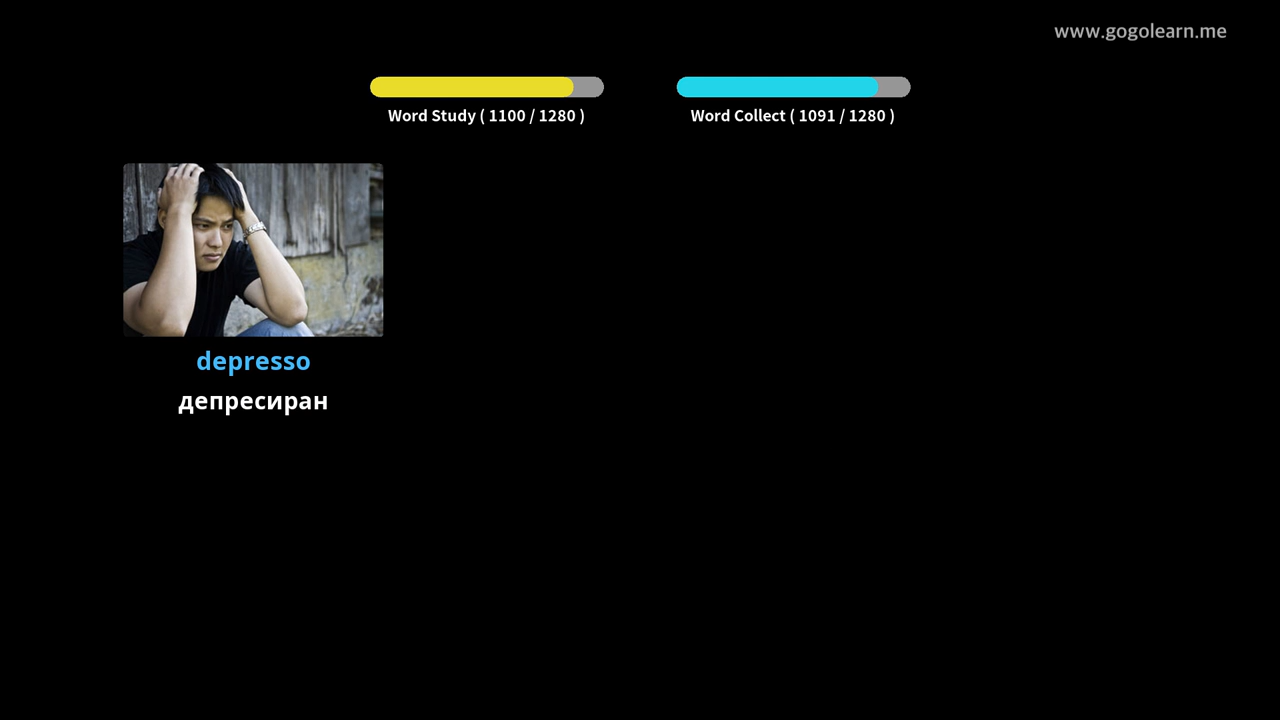 www.gogolearn.me
Word Study ( 1100 / 1280 )
Word Collect ( 1091 / 1280 )
depresso
депресиран